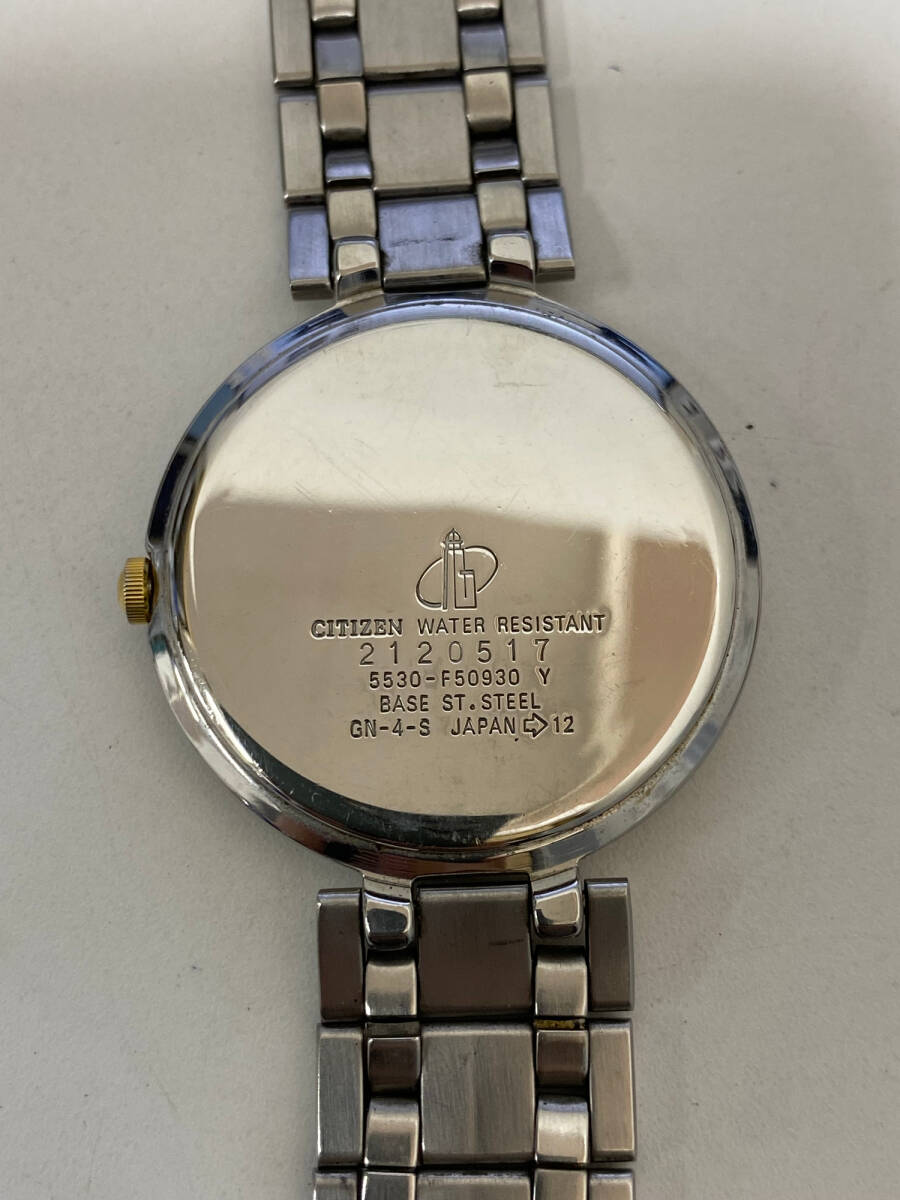 CITIZEN WATER RESISTANT
2120517
5530-F50930 Y
BASE ST.STEEL
GN-4-S JAPAN ⇨ 12